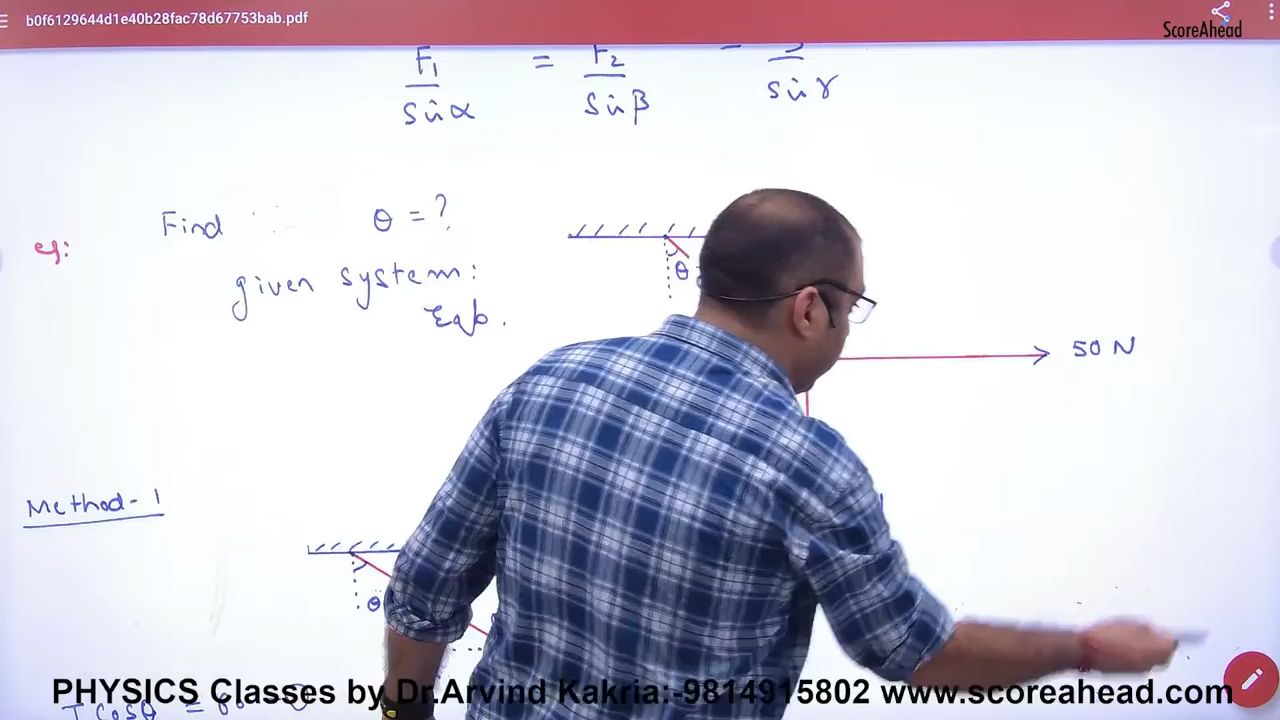 b0f6129644d1e40b28fac78d67753bab.pdf
ScoreAhead
F1 = F2 =
sin α sin β sin γ
eg: Find θ = ?
given system:
Eqb.
θ
50 N
Method - 1
θ
T cosθ =
PHYSICS Classes by Dr.Arvind Kakria:-9814915802 www.scoreahead.com